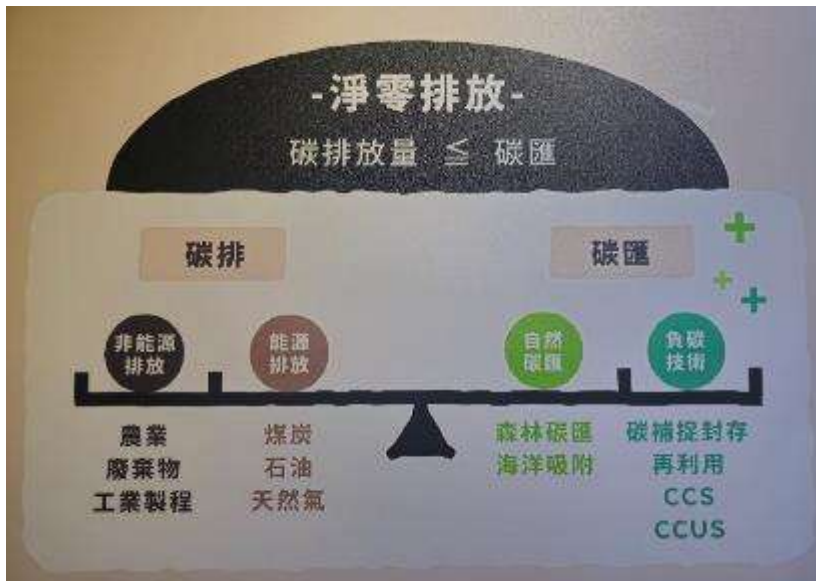 -淨零排放-
碳排放量 ≦ 碳匯
碳排
碳匯
非能源
排放
能源
排放
自然
碳匯
負碳
技術
農業
廢棄物
工業製程
煤炭
石油
天然氣
森林碳匯
海洋吸附
碳補捉封存
再利用
CCS
CCUS